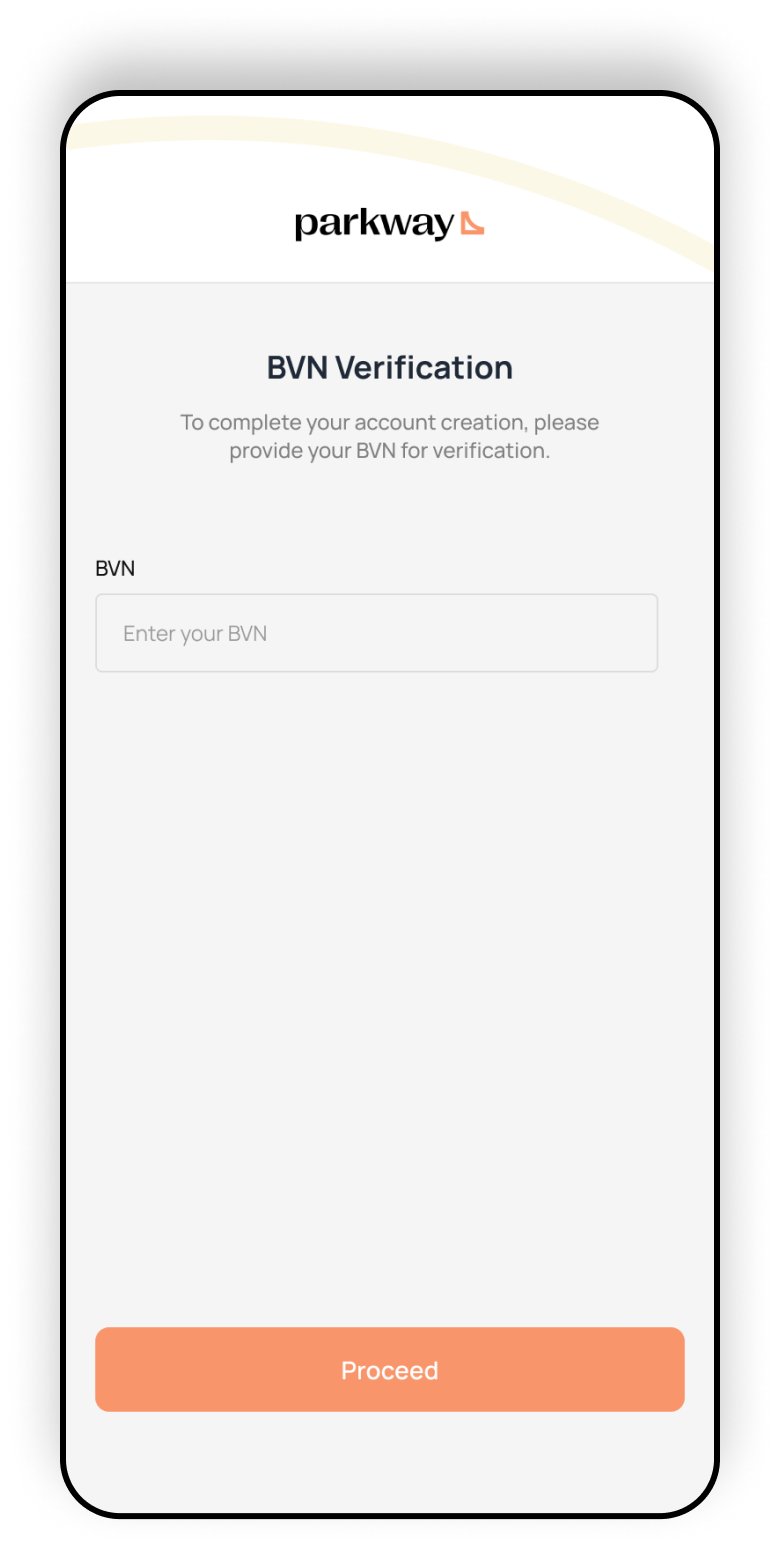 parkway
BVN Verification
To complete your account creation, please
provide your BVN for verification.
BVN
Enter your BVN
Proceed